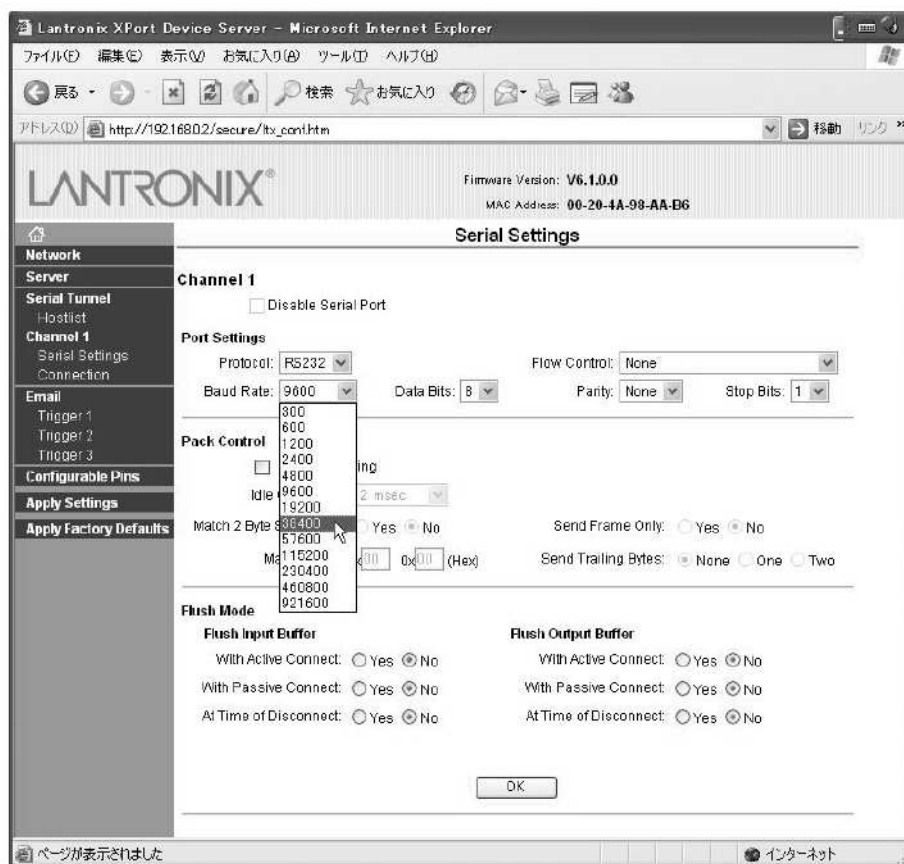 Lantronix XPort Device Server - Microsoft Internet Explorer
ファイル(F) 編集(E) 表示(V) お気に入り(A) ツール(T) ヘルプ(H)
戻る 検索 お気に入り
アドレス(D) http://192.168.0.2/secure/ltx_conf.htm 移動 リンク »
LANTRONIX®
Firmware Version: V6.1.0.0
MAC Address: 00-20-4A-98-AA-B6
Network
Server
Serial Tunnel
Hostlist
Channel 1
Serial Settings
Connection
Email
Trigger 1
Trigger 2
Trigger 3
Configurable Pins
Apply Settings
Apply Factory Defaults
Serial Settings
Channel 1
Disable Serial Port
Port Settings
Protocol: RS232 Flow Control: None
Baud Rate: 9600 Data Bits: 8 Parity: None Stop Bits: 1
300
600
1200
2400
4800
9600
19200
38400
57600
115200
230400
460800
921600
Pack Control
ing
Idle 2 msec
Match 2 Byte S Yes No Send Frame Only: Yes No
Ma x00 0x00 (Hex) Send Trailing Bytes: None One Two
Flush Mode
Flush Input Buffer Flush Output Buffer
With Active Connect: Yes No With Active Connect: Yes No
With Passive Connect: Yes No With Passive Connect: Yes No
At Time of Disconnect: Yes No At Time of Disconnect: Yes No
OK
ページが表示されました インターネット